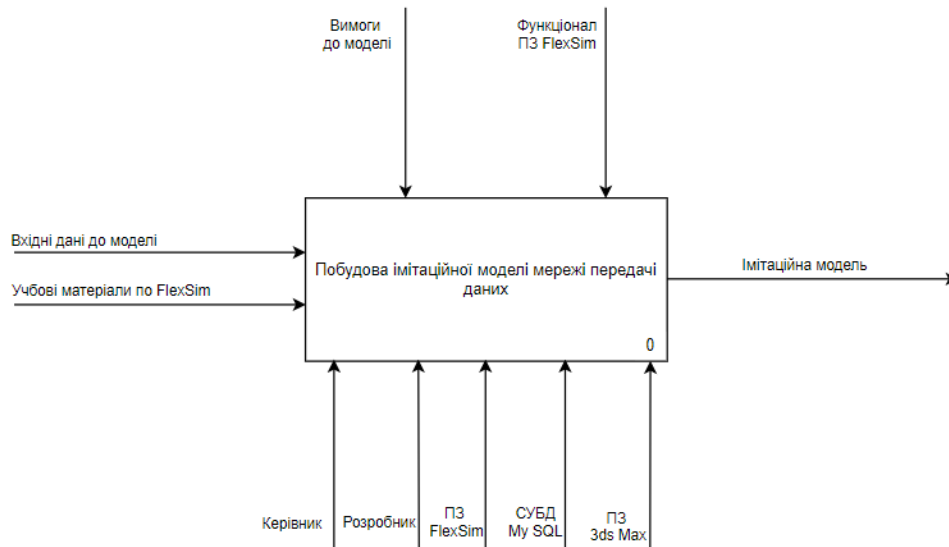 Вимоги
до моделі
Функціонал
ПЗ FlexSim
Вхідні дані до моделі
Учбові матеріали по FlexSim
Побудова імітаційної моделі мережі передачі
даних
0
Імітаційна модель
Керівник
Розробник
ПЗ
FlexSim
СУБД
My SQL
ПЗ
3ds Max